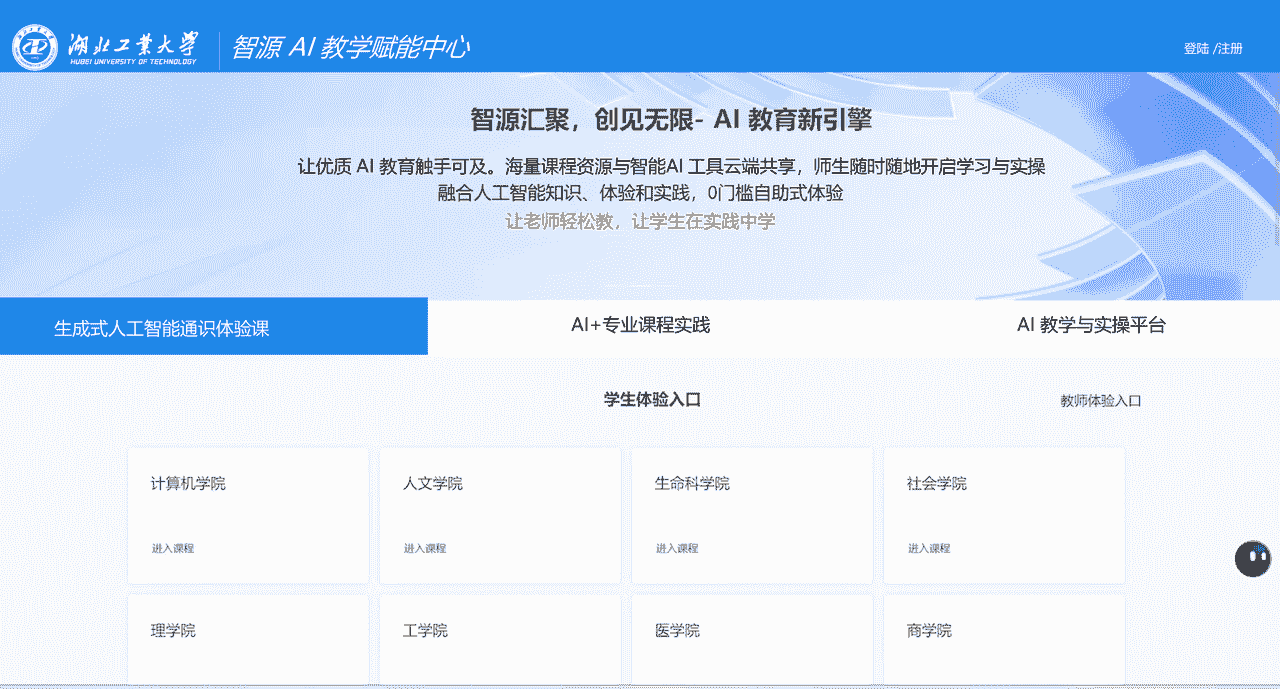 湖北工业大学
HUBEI UNIVERSITY OF TECHNOLOGY
智源 AI 教学赋能中心
登陆 /注册
智源汇聚，创见无限- AI 教育新引擎
让优质 AI 教育触手可及。海量课程资源与智能AI 工具云端共享，师生随时随地开启学习与实操
融合人工智能知识、体验和实践，0门槛自助式体验
让老师轻松教，让学生在实践中学
生成式人工智能通识体验课
AI+专业课程实践
AI 教学与实操平台
学生体验入口
教师体验入口
计算机学院
人文学院
生命科学院
社会学院
进入课程
进入课程
进入课程
进入课程
理学院
工学院
医学院
商学院